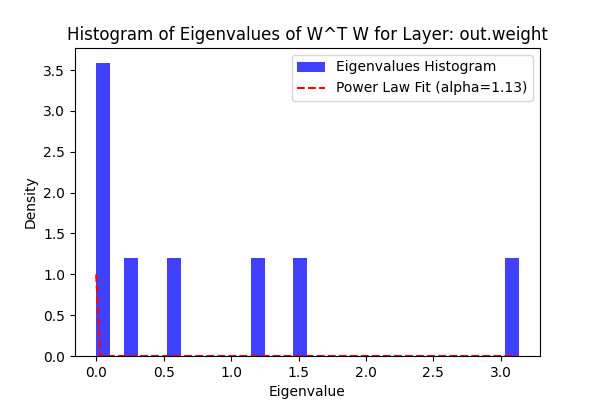 Histogram of Eigenvalues of W^T W for Layer: out.weight
Eigenvalues Histogram
Power Law Fit (alpha=1.13)
Density
3.5
3.0
2.5
2.0
1.5
1.0
0.5
0.0
0.0 0.5 1.0 1.5 2.0 2.5 3.0
Eigenvalue